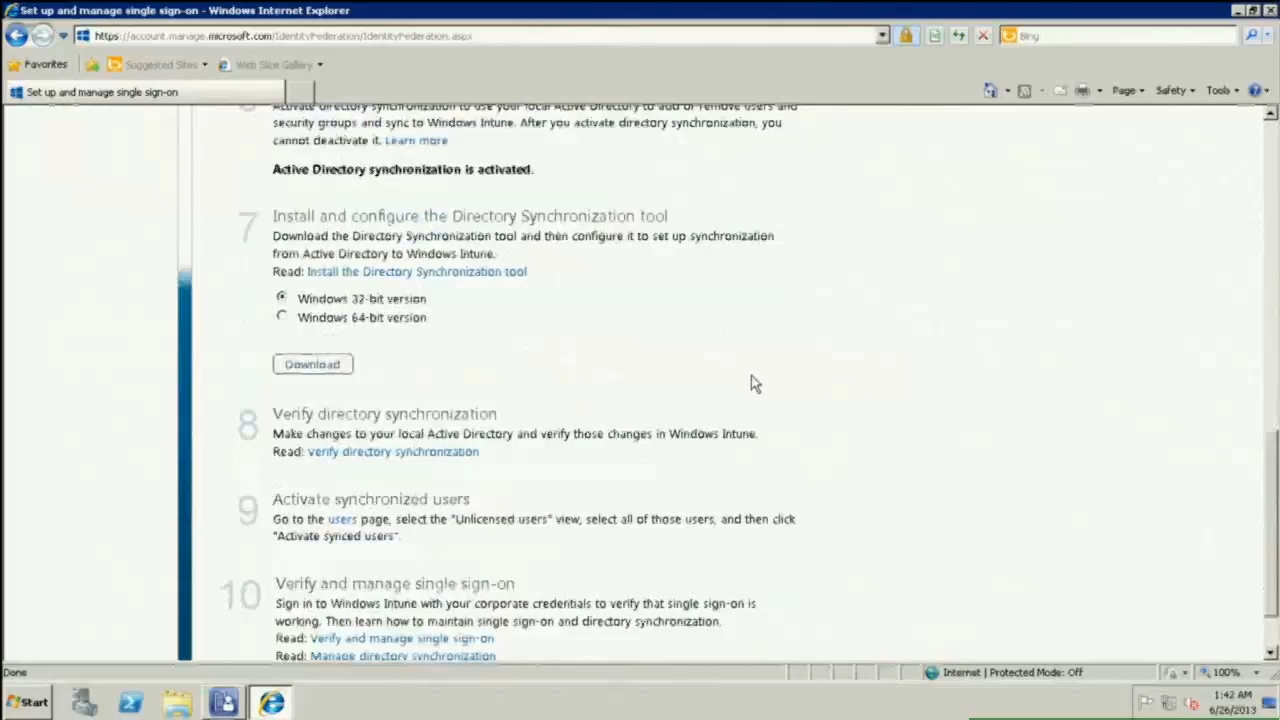 Set up and manage single sign-on - Windows Internet Explorer
https://account.manage.microsoft.com/IdentityFederation/IdentityFederation.aspx
Bing
Favorites
Suggested Sites
Web Slice Gallery
Set up and manage single sign-on
Page
Safety
Tools
Activate directory synchronization to use your local Active Directory to add or remove users and
security groups and sync to Windows Intune. After you activate directory synchronization, you
cannot deactivate it. Learn more
Active Directory synchronization is activated.
7
Install and configure the Directory Synchronization tool
Download the Directory Synchronization tool and then configure it to set up synchronization
from Active Directory to Windows Intune.
Read: Install the Directory Synchronization tool
Windows 32-bit version
Windows 64-bit version
Download
8
Verify directory synchronization
Make changes to your local Active Directory and verify those changes in Windows Intune.
Read: Verify directory synchronization
9
Activate synchronized users
Go to the users page, select the "Unlicensed users" view, select all of those users, and then click
"Activate synced users".
10
Verify and manage single sign-on
Sign in to Windows Intune with your corporate credentials to verify that single sign-on is
working. Then learn how to maintain single sign-on and directory synchronization.
Read: Verify and manage single sign-on
Read: Manage directory synchronization
Done
Internet | Protected Mode: Off
100%
Start
1:42 AM
6/26/2013